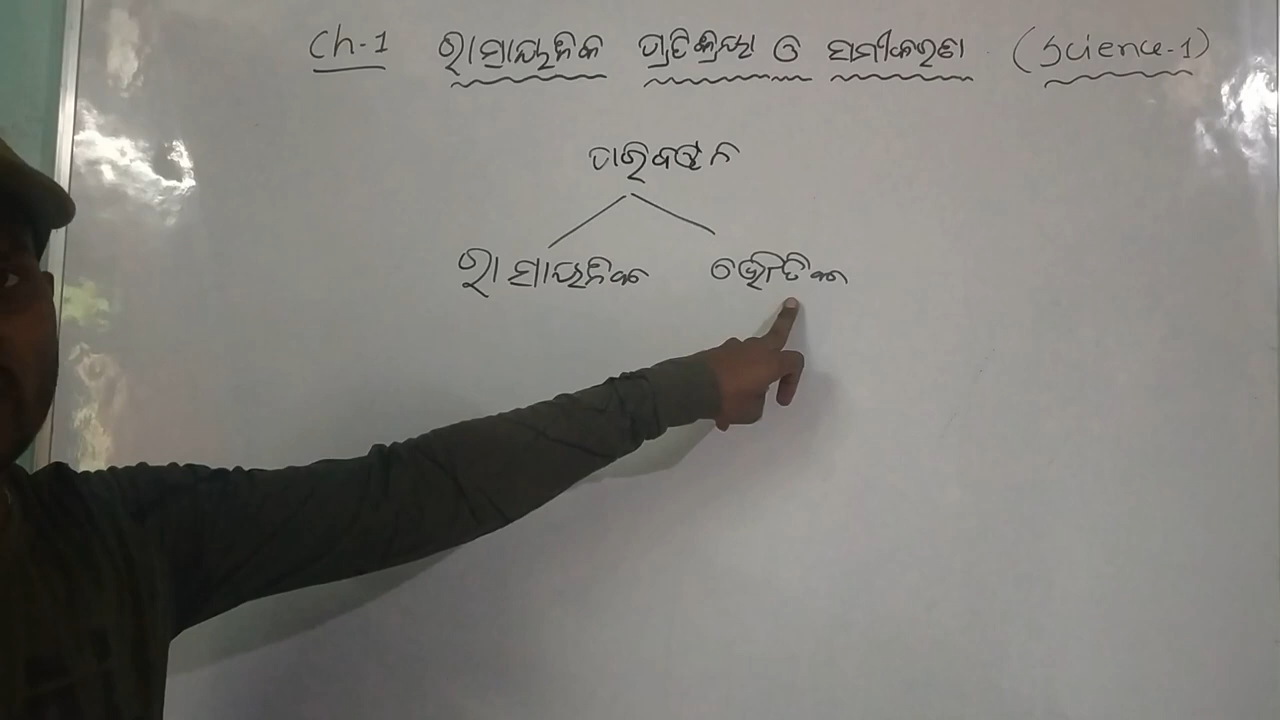 Ch-1 ରାସାୟନିକ ପ୍ରତିକ୍ରିୟା ଓ ସମୀକରଣ (Science-1)
ପରିବର୍ତ୍ତନ
ରାସାୟନିକ ଭୌତିକ